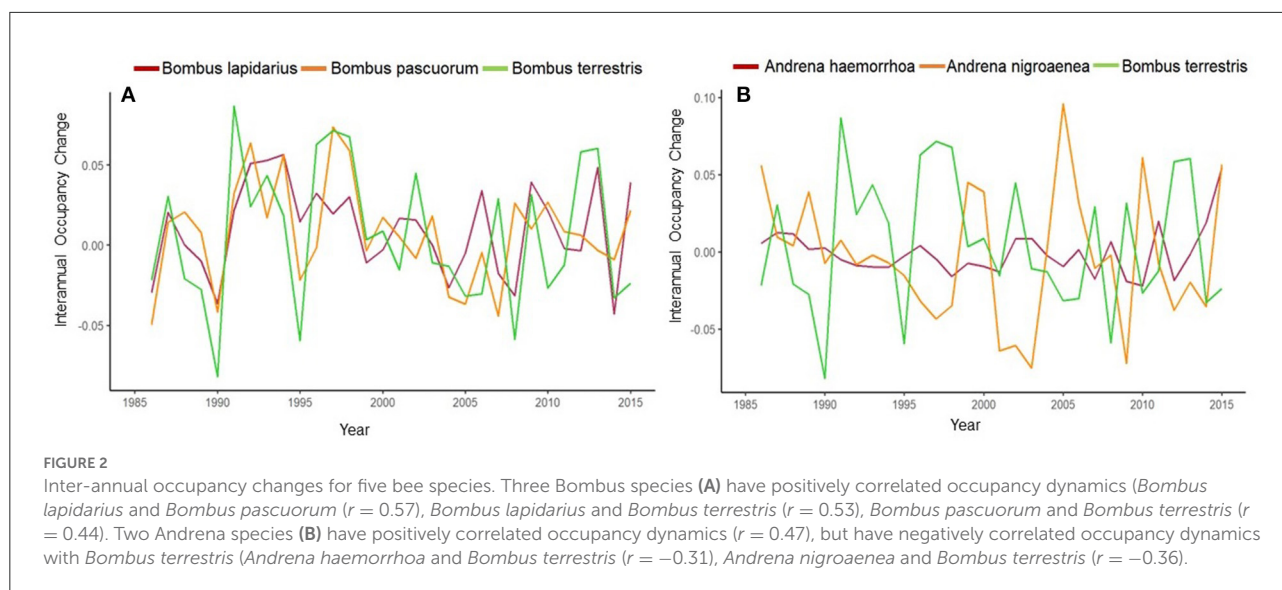 Bombus lapidarius Bombus pascuorum Bombus terrestris
A
Interannual Occupancy Change
0.05
0.00
-0.05
1985 1990 1995 2000 2005 2010 2015
Year
Andrena haemorrhoa Andrena nigroaenea Bombus terrestris
B
Interannual Occupancy Change
0.10
0.05
0.00
-0.05
1985 1990 1995 2000 2005 2010 2015
Year
FIGURE 2
Inter-annual occupancy changes for five bee species. Three Bombus species (A) have positively correlated occupancy dynamics (Bombus
lapidarius and Bombus pascuorum (r = 0.57), Bombus lapidarius and Bombus terrestris (r = 0.53), Bombus pascuorum and Bombus terrestris (r
= 0.44). Two Andrena species (B) have positively correlated occupancy dynamics (r = 0.47), but have negatively correlated occupancy dynamics
with Bombus terrestris (Andrena haemorrhoa and Bombus terrestris (r = −0.31), Andrena nigroaenea and Bombus terrestris (r = −0.36).